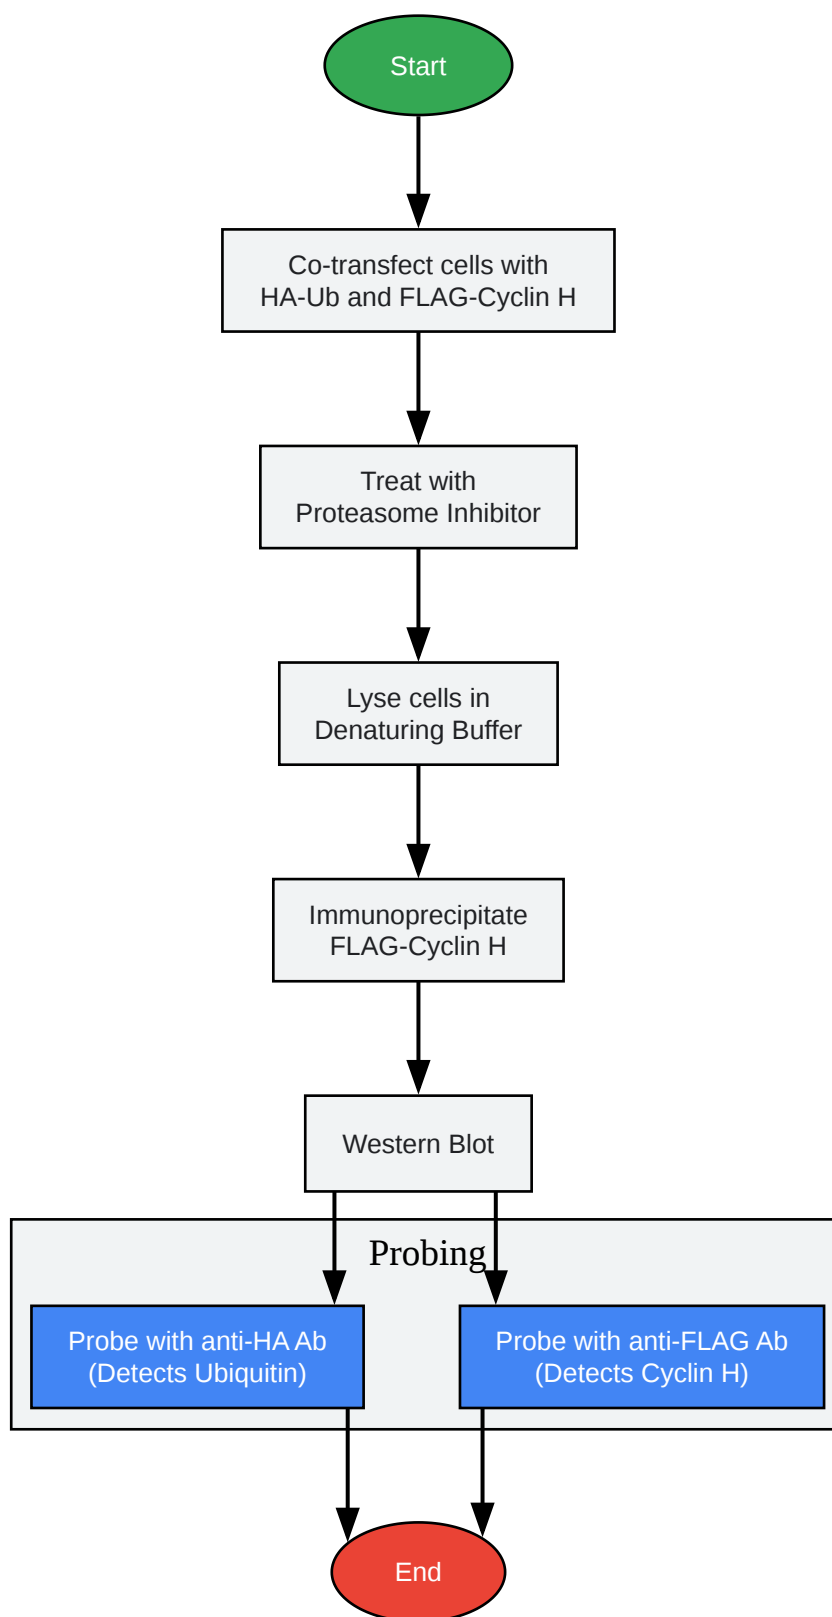 Start
Co-transfect cells with
HA-Ub and FLAG-Cyclin H
Treat with
Proteasome Inhibitor
Lyse cells in
Denaturing Buffer
Immunoprecipitate
FLAG-Cyclin H
Western Blot
Probing
Probe with anti-HA Ab
(Detects Ubiquitin)
Probe with anti-FLAG Ab
(Detects Cyclin H)
End